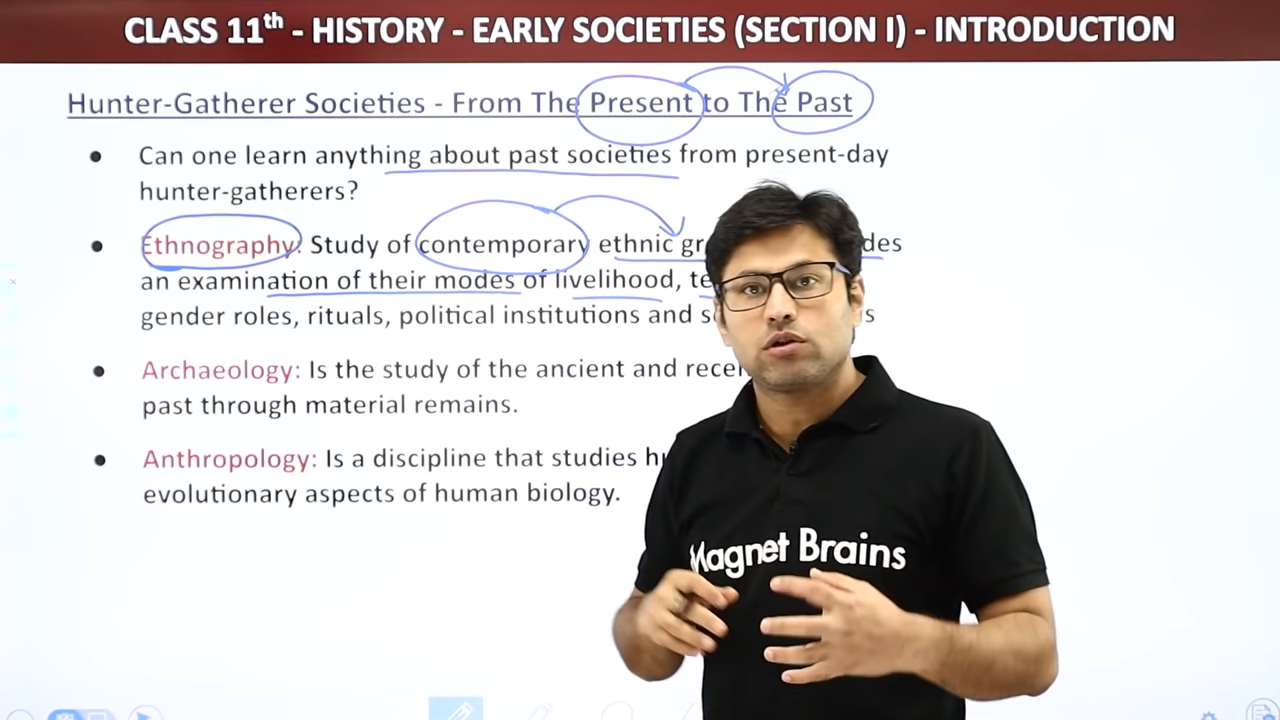 CLASS 11th - HISTORY - EARLY SOCIETIES (SECTION I) - INTRODUCTION
Hunter-Gatherer Societies - From The Present to The Past
Can one learn anything about past societies from present-day
hunter-gatherers?
Ethnography: Study of contemporary ethnic
an examination of their modes of livelihood,
gender roles, rituals, political institutions and
Archaeology: Is the study of the ancient and
past through material remains.
Anthropology: Is a discipline that studies
evolutionary aspects of human biology.
Magnet Brains